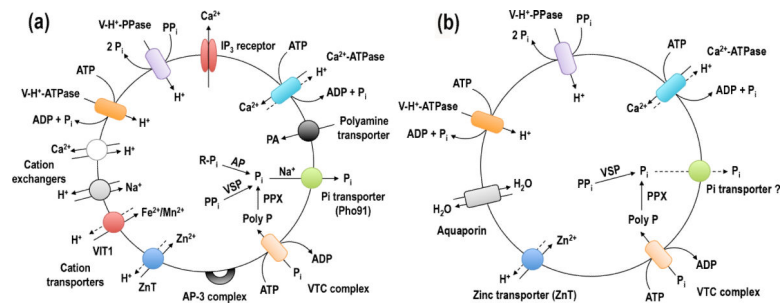 (a)
V-H⁺-PPase
PPᵢ
2 Pᵢ
H⁺
Ca²⁺
IP₃ receptor
ATP
Ca²⁺-ATPase
H⁺
Ca²⁺
ADP + Pᵢ
Polyamine
transporter
PA
R-Pᵢ
AP
Pᵢ
Na⁺
Pᵢ
VSP
PPᵢ
PPX
Pi transporter
(Pho91)
Poly P
ADP
ATP
Pᵢ
VTC complex
AP-3 complex
Zn²⁺
H⁺
ZnT
Fe²⁺/Mn²⁺
H⁺
VIT1
Cation
transporters
Na⁺
H⁺
Ca²⁺
H⁺
Cation
exchangers
ATP
V-H⁺-ATPase
H⁺
ADP + Pᵢ
(b)
V-H⁺-PPase
PPᵢ
2 Pᵢ
H⁺
ATP
Ca²⁺-ATPase
H⁺
Ca²⁺
ADP + Pᵢ
ATP
V-H⁺-ATPase
H⁺
ADP + Pᵢ
VSP
PPᵢ
Pᵢ
Pᵢ
PPX
Pi transporter ?
Poly P
H₂O
H₂O
Aquaporin
Zn²⁺
H⁺
Zinc transporter (ZnT)
ADP
ATP
Pᵢ
VTC complex